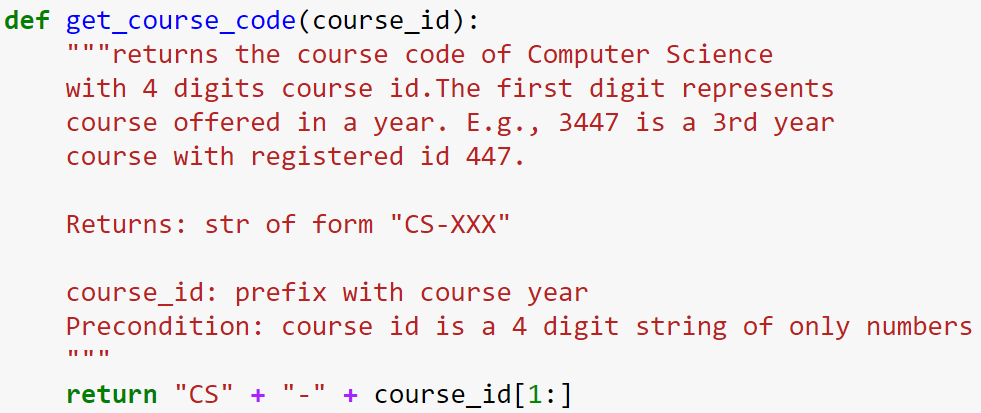 def get_course_code(course_id):
    """returns the course code of Computer Science
    with 4 digits course id.The first digit represents
    course offered in a year. E.g., 3447 is a 3rd year
    course with registered id 447.

    Returns: str of form "CS-XXX"

    course_id: prefix with course year
    Precondition: course id is a 4 digit string of only numbers
    """
    return "CS" + "-" + course_id[1:]